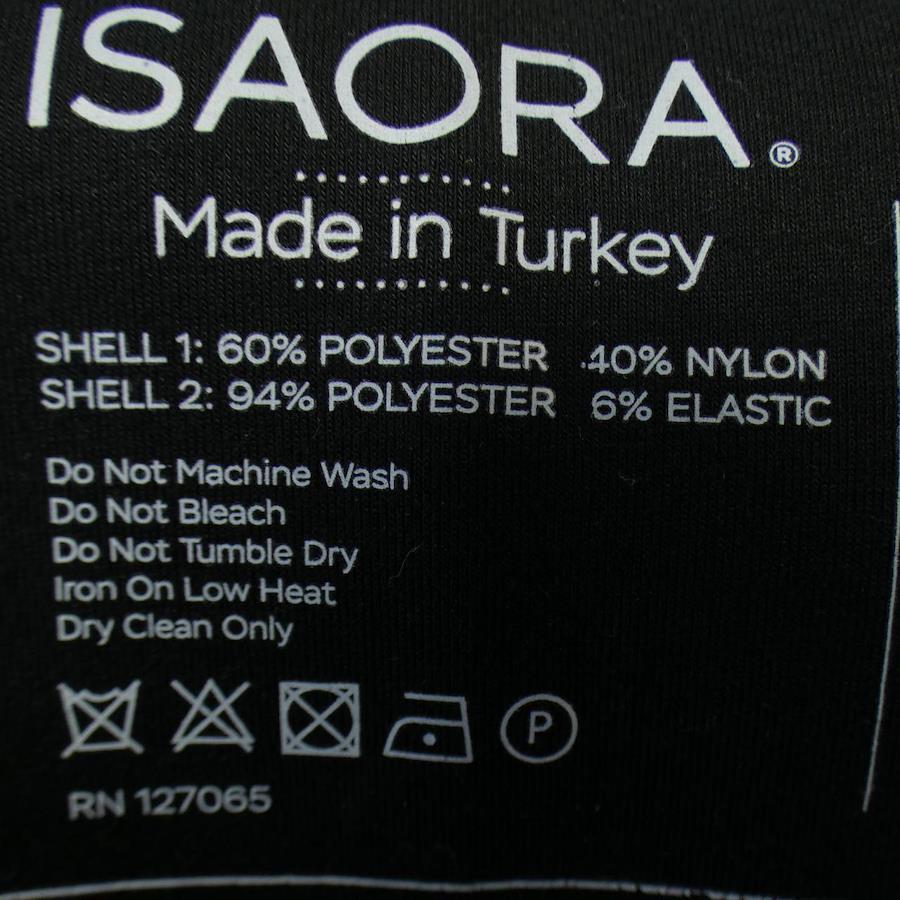 ISAORA®
Made in Turkey
SHELL 1: 60% POLYESTER 40% NYLON
SHELL 2: 94% POLYESTER 6% ELASTIC
Do Not Machine Wash
Do Not Bleach
Do Not Tumble Dry
Iron On Low Heat
Dry Clean Only
P
RN 127065